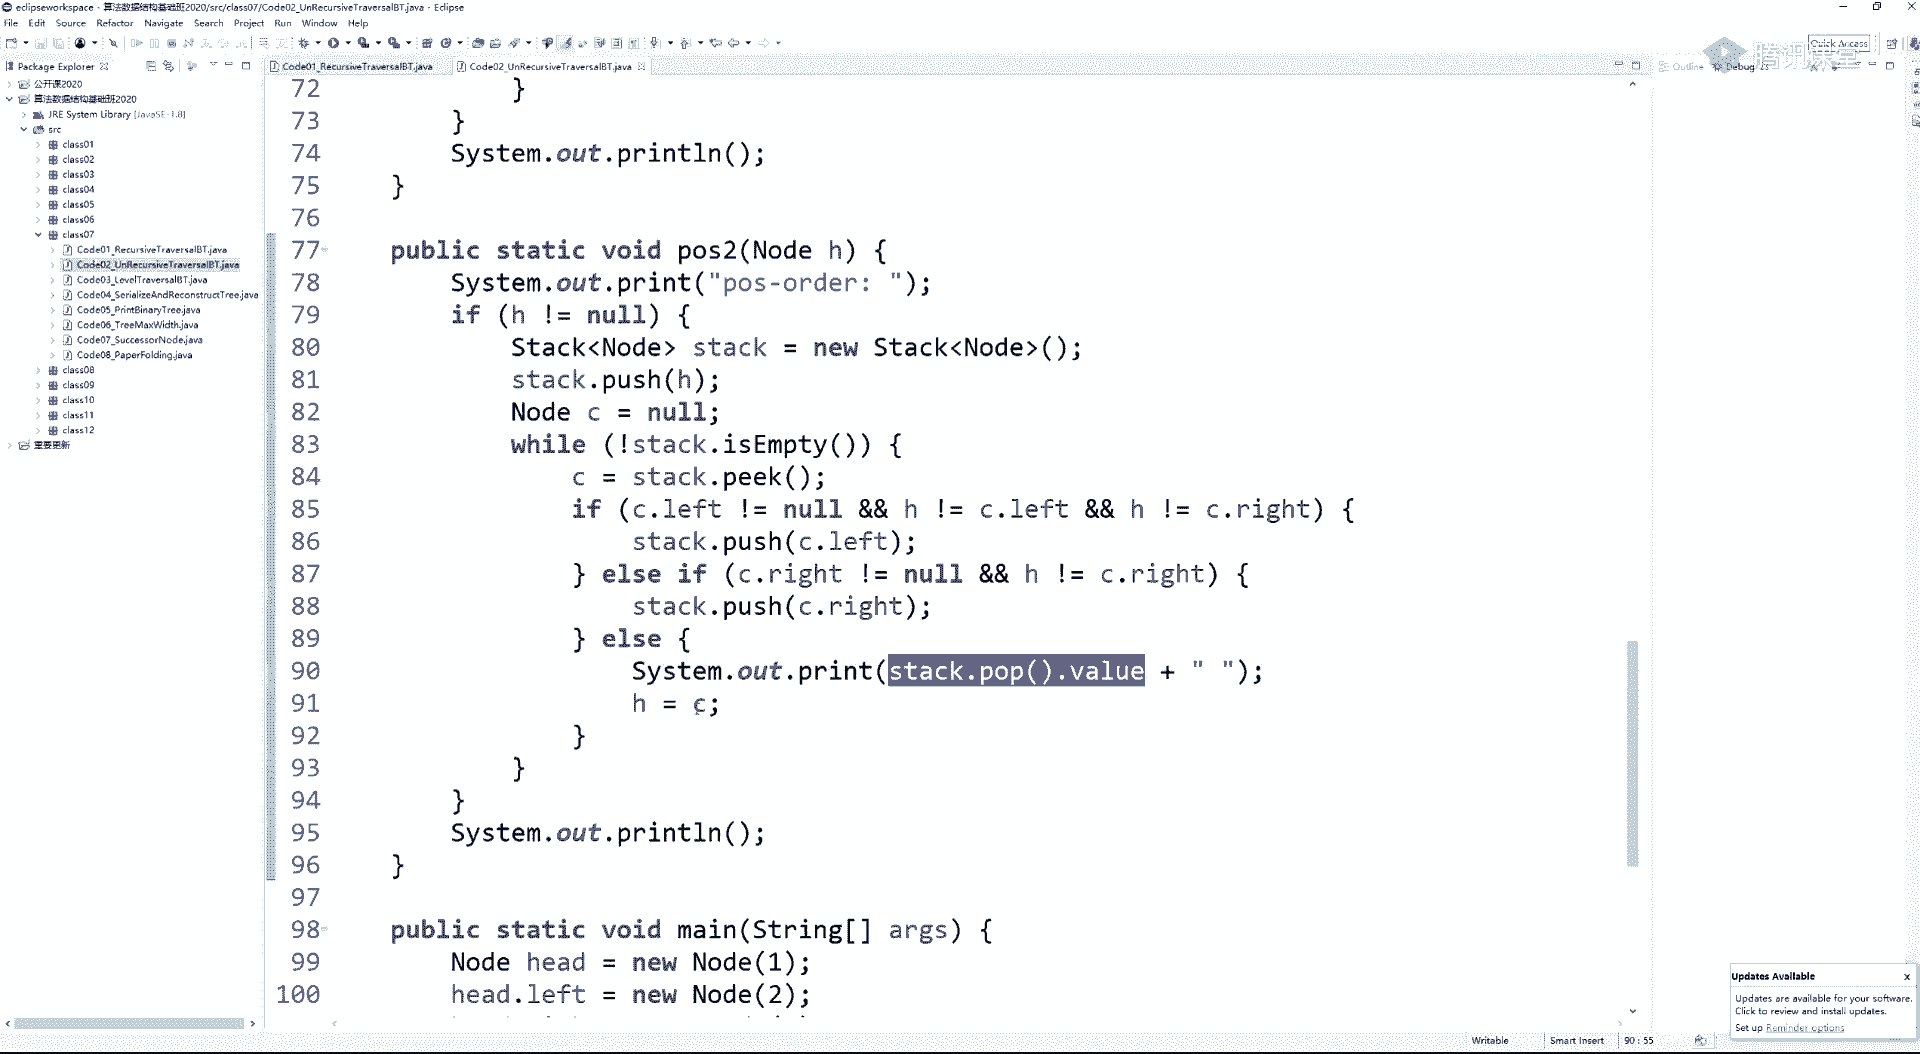 eclipseworkspace - 算法数据结构基础班2020/src/class07/Code02_UnRecursiveTraversalBT.java - Eclipse
File Edit Source Refactor Navigate Search Project Run Window Help
Quick Access
腾讯课堂
Package Explorer
Code01_RecursiveTraversalBT.java
Code02_UnRecursiveTraversalBT.java
Outline
Debug
公开课2020
算法数据结构基础班2020
JRE System Library [JavaSE-1.8]
src
class01
class02
class03
class04
class05
class06
class07
Code01_RecursiveTraversalBT.java
Code02_UnRecursiveTraversalBT.java
Code03_LevelTraversalBT.java
Code04_SerializeAndReconstructTree.java
Code05_PrintBinaryTree.java
Code06_TreeMaxWidth.java
Code07_SuccessorNode.java
Code08_PaperFolding.java
class08
class09
class10
class11
class12
重要更新
72 }
73 }
74 System.out.println();
75 }
76
77 public static void pos2(Node h) {
78 System.out.print("pos-order: ");
79 if (h != null) {
80 Stack<Node> stack = new Stack<Node>();
81 stack.push(h);
82 Node c = null;
83 while (!stack.isEmpty()) {
84 c = stack.peek();
85 if (c.left != null && h != c.left && h != c.right) {
86 stack.push(c.left);
87 } else if (c.right != null && h != c.right) {
88 stack.push(c.right);
89 } else {
90 System.out.print(stack.pop().value + " ");
91 h = c;
92 }
93 }
94 }
95 System.out.println();
96 }
97
98 public static void main(String[] args) {
99 Node head = new Node(1);
100 head.left = new Node(2);
Updates Available
x
Updates are available for your software.
Click to review and install updates.
Set up Reminder options
Writable
Smart Insert
90 : 55